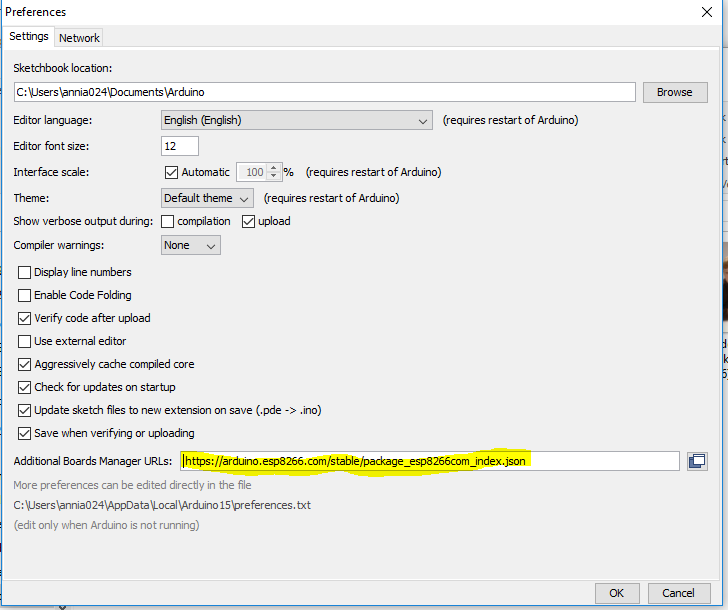 Preferences
Settings
Network
Sketchbook location:
C:\Users\annia024\Documents\Arduino
Browse
Editor language: English (English) (requires restart of Arduino)
Editor font size: 12
Interface scale: Automatic 100 % (requires restart of Arduino)
Theme: Default theme (requires restart of Arduino)
Show verbose output during: compilation upload
Compiler warnings: None
Display line numbers
Enable Code Folding
Verify code after upload
Use external editor
Aggressively cache compiled core
Check for updates on startup
Update sketch files to new extension on save (.pde -> .ino)
Save when verifying or uploading
Additional Boards Manager URLs: https://arduino.esp8266.com/stable/package_esp8266com_index.json
More preferences can be edited directly in the file
C:\Users\annia024\AppData\Local\Arduino15\preferences.txt
(edit only when Arduino is not running)
OK
Cancel